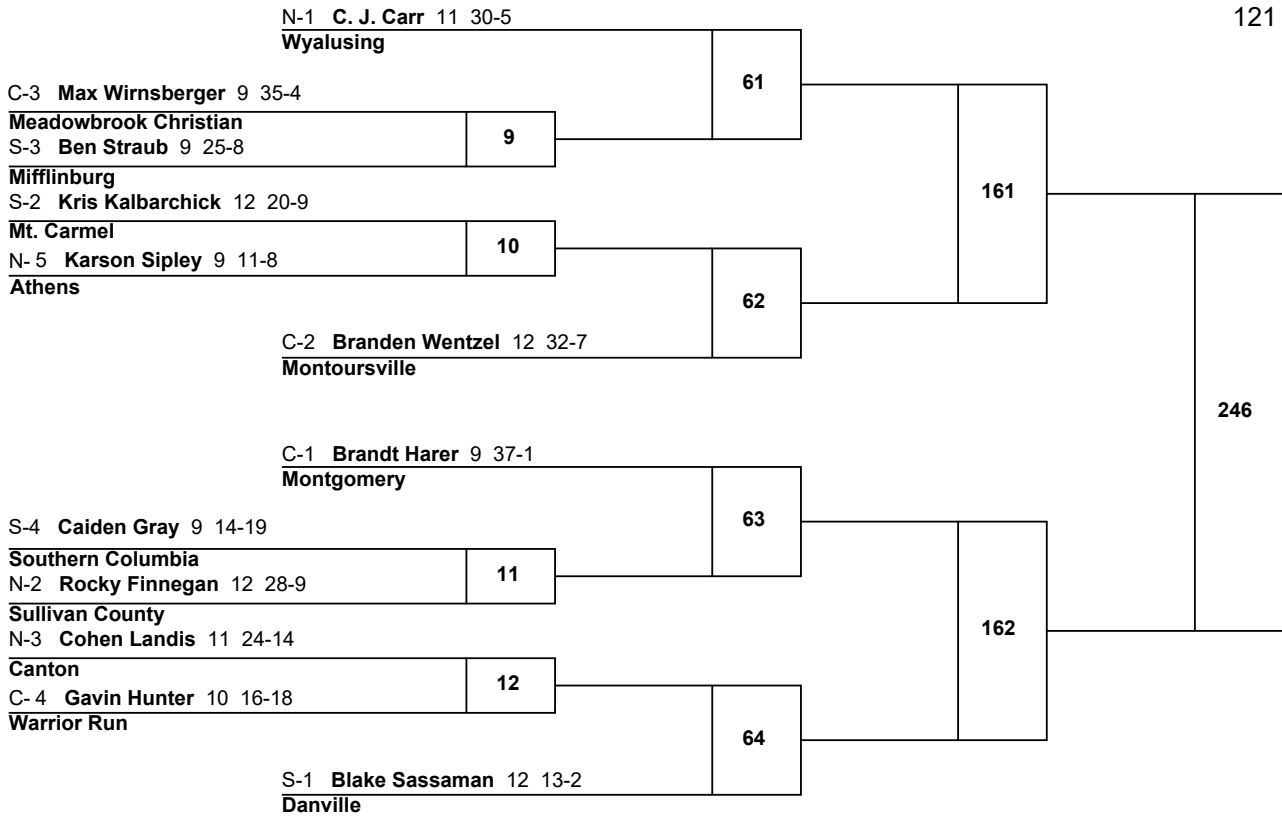 121
N-1 C. J. Carr 11 30-5
Wyalusing
61
C-3 Max Wirnsberger 9 35-4
Meadowbrook Christian
9
S-3 Ben Straub 9 25-8
Mifflinburg
161
S-2 Kris Kalbarchick 12 20-9
Mt. Carmel
10
N- 5 Karson Sipley 9 11-8
Athens
62
C-2 Branden Wentzel 12 32-7
Montoursville
246
C-1 Brandt Harer 9 37-1
Montgomery
63
S-4 Caiden Gray 9 14-19
Southern Columbia
11
N-2 Rocky Finnegan 12 28-9
Sullivan County
162
N-3 Cohen Landis 11 24-14
Canton
12
C- 4 Gavin Hunter 10 16-18
Warrior Run
64
S-1 Blake Sassaman 12 13-2
Danville